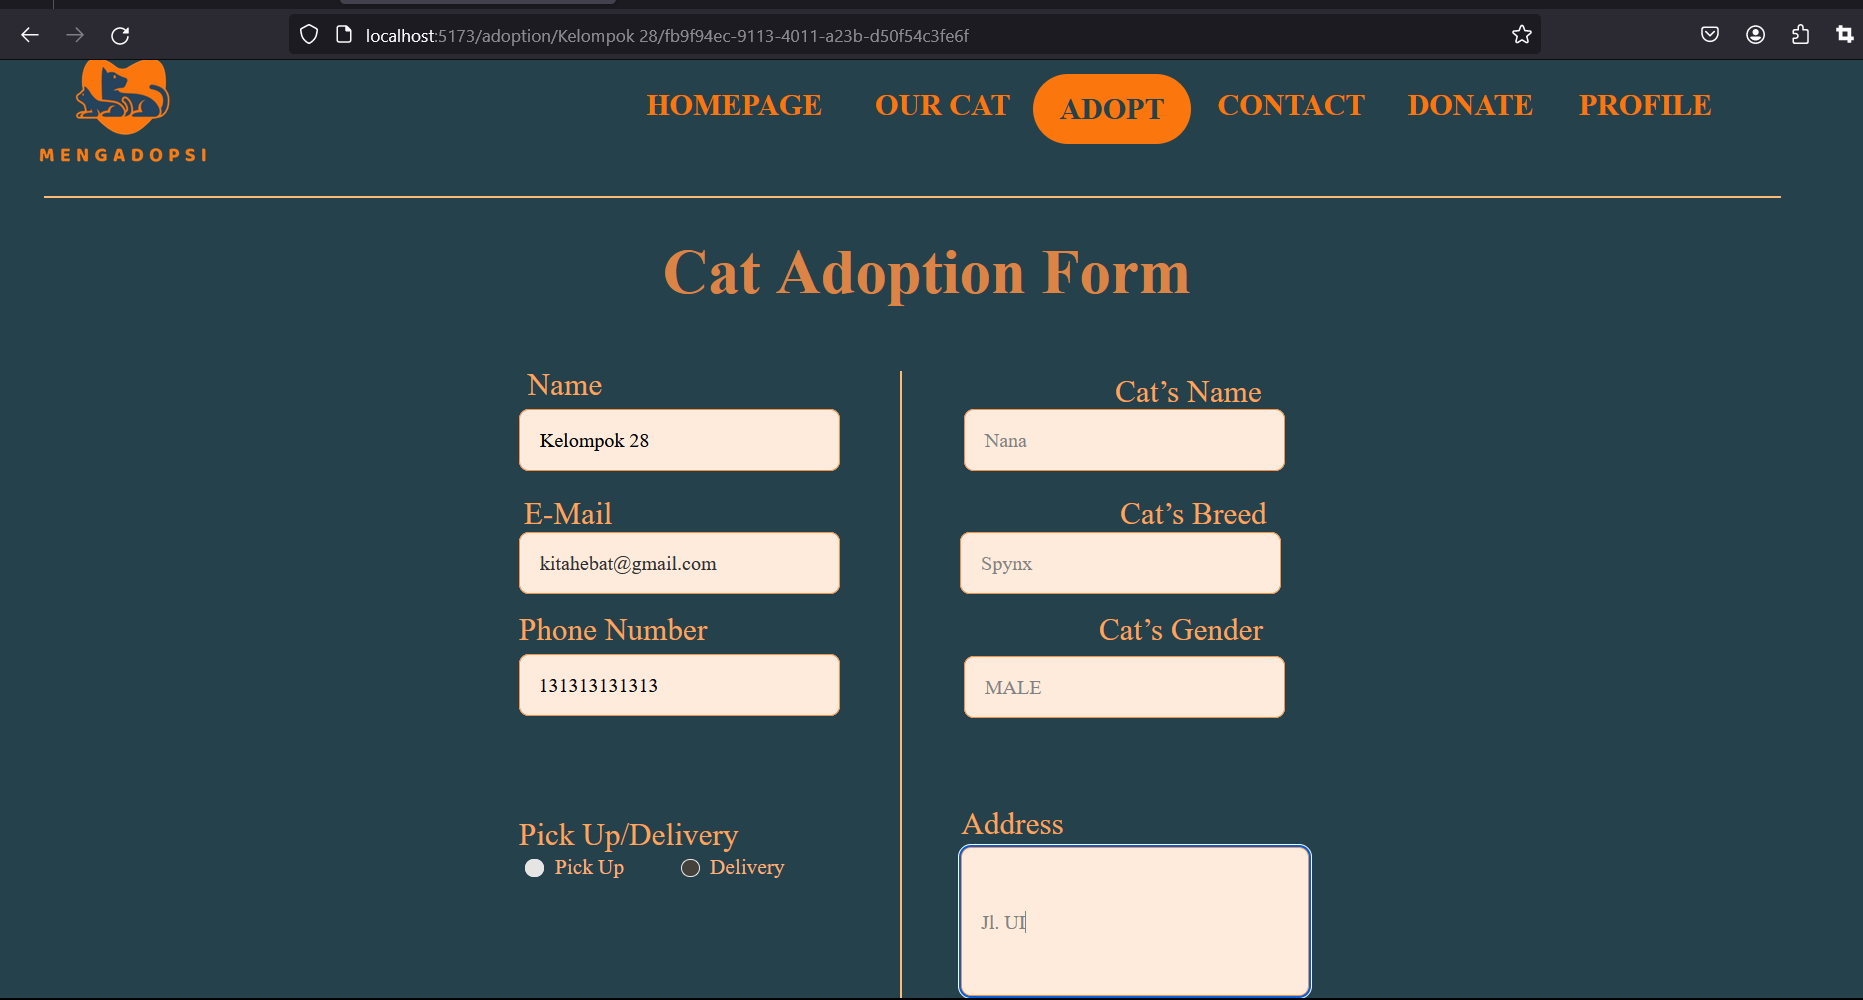 localhost:5173/adoption/Kelompok 28/fb9f94ec-9113-4011-a23b-d50f54c3fe6f
MENGADOPSI
HOMEPAGE
OUR CAT
ADOPT
CONTACT
DONATE
PROFILE
Cat Adoption Form
Name
Kelompok 28
E-Mail
kitahebat@gmail.com
Phone Number
131313131313
Pick Up/Delivery
Pick Up
Delivery
Cat’s Name
Nana
Cat’s Breed
Spynx
Cat’s Gender
MALE
Address
Jl. UI